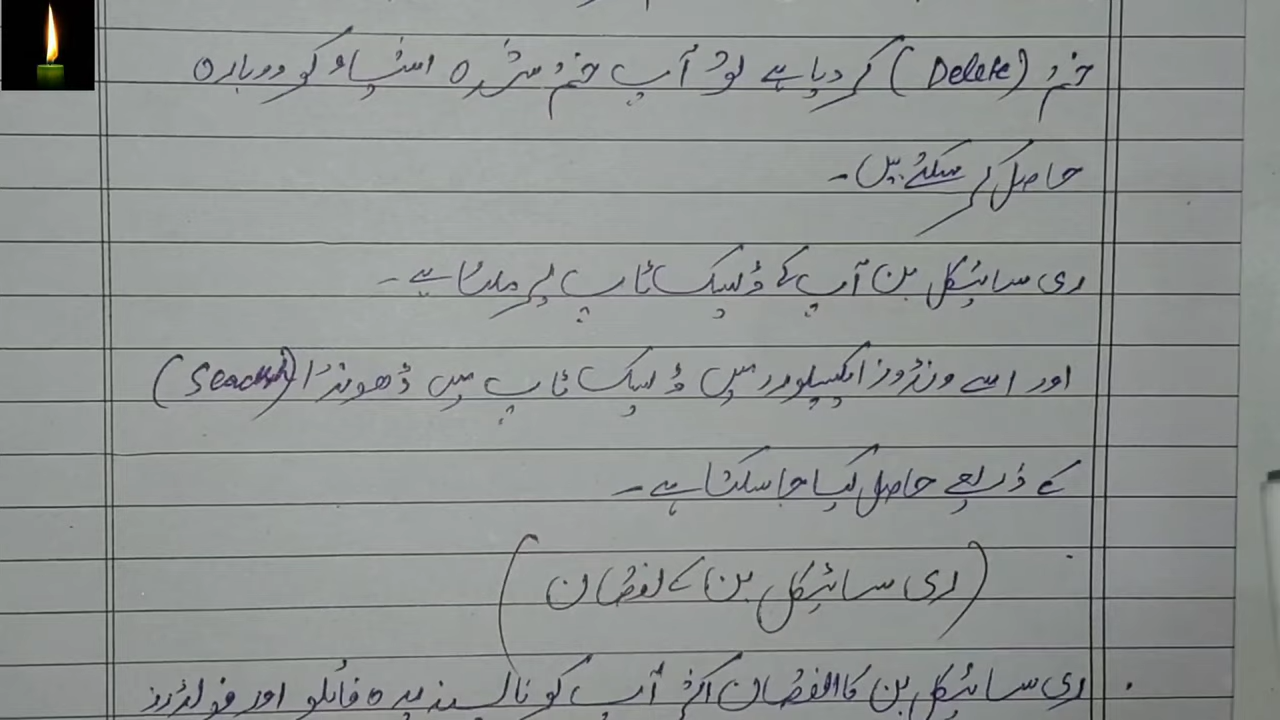 ختم (Delete) کر دیا ہے تو آپ ختم شدہ اشیاء کو دوبارہ
حاصل کر سکتے ہیں۔
ری سائیکل بن آپ کے ڈیسک ٹاپ پر ملتا ہے۔
اور اسے ونڈوز ایکسپلورر میں ڈیسک ٹاپ میں ڈھونڈنا (Search)
کے ذریعے حاصل کیا جا سکتا ہے۔
(ری سائیکل بن کے نقصان)
ری سائیکل بن کا نقصان اکثر آپ کو ناپسندیدہ فائلو اور فولڈرز